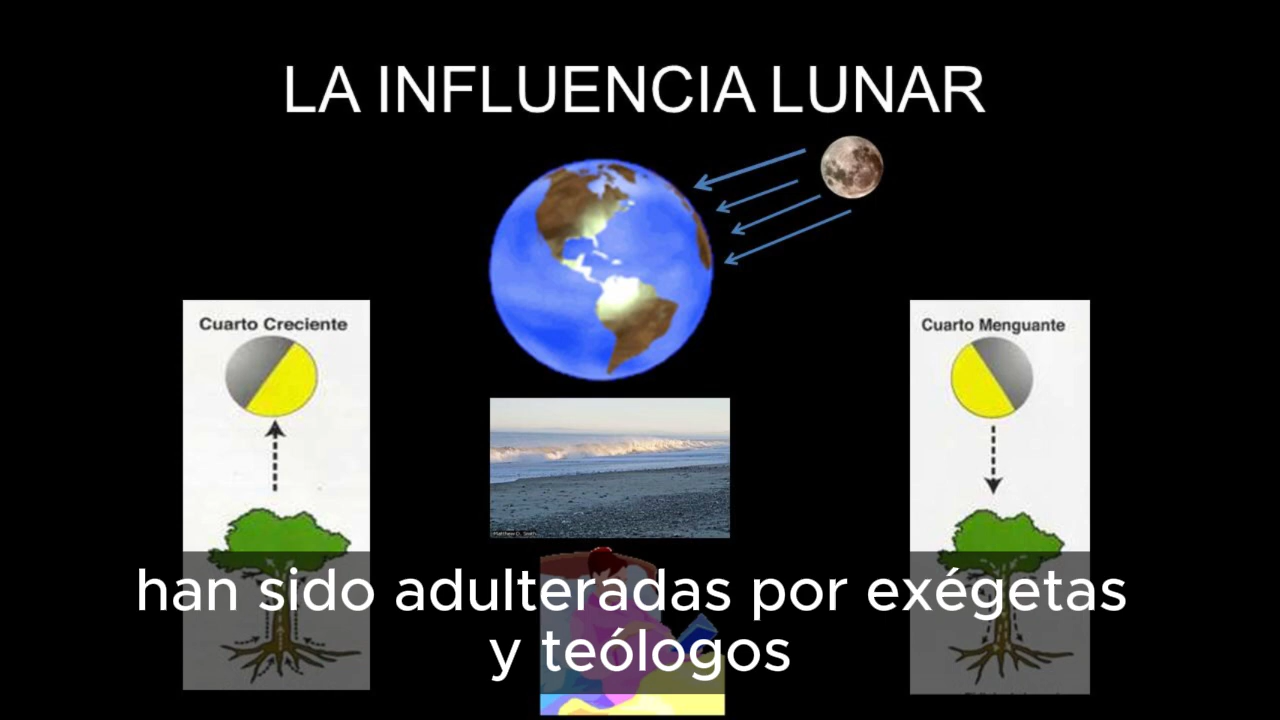 LA INFLUENCIA LUNAR
Cuarto Creciente
Cuarto Menguante
han sido adulteradas por exégetas
y teólogos